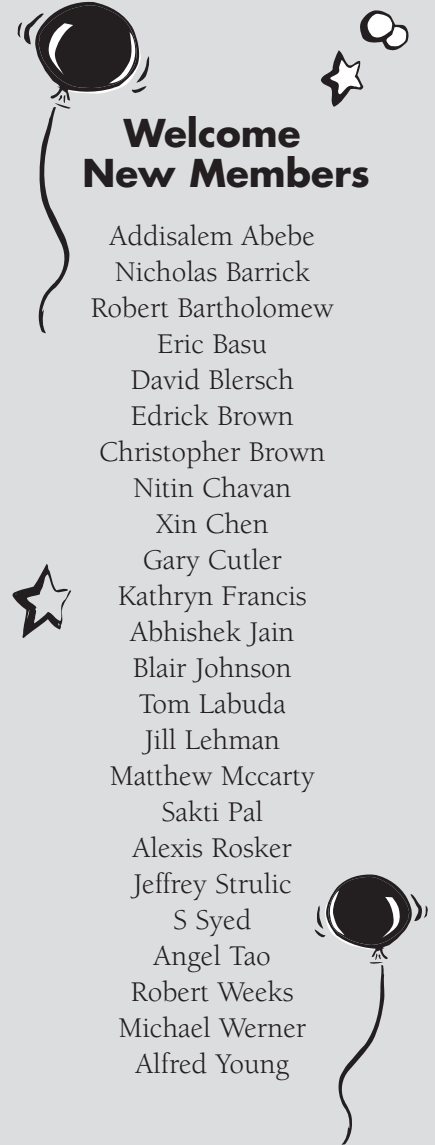 Welcome
New Members
Addisalem Abebe
Nicholas Barrick
Robert Bartholomew
Eric Basu
David Blersch
Edrick Brown
Christopher Brown
Nitin Chavan
Xin Chen
Gary Cutler
Kathryn Francis
Abhishek Jain
Blair Johnson
Tom Labuda
Jill Lehman
Matthew Mccarty
Sakti Pal
Alexis Rosker
Jeffrey Strulic
S Syed
Angel Tao
Robert Weeks
Michael Werner
Alfred Young